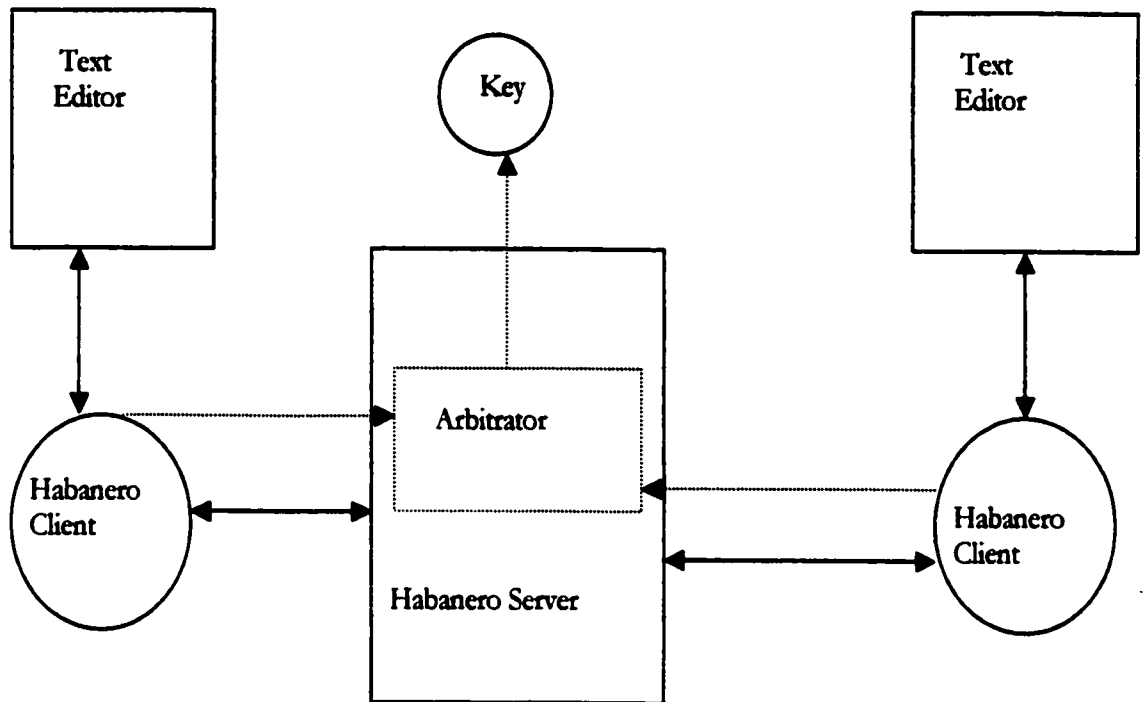 Text
Editor
Key
Text
Editor
Arbitrator
Habanero
Client
Habanero
Client
Habanero Server